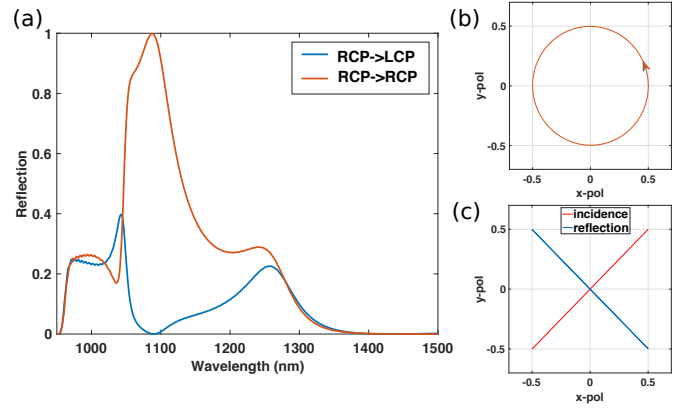 (a)
1
0.8
0.6
0.4
0.2
0
Reflection
1000
1100
1200
1300
1400
1500
Wavelength (nm)
RCP->LCP
RCP->RCP
(b)
0.5
0
-0.5
y-pol
-0.5
0
0.5
x-pol
(c)
0.5
0
-0.5
y-pol
-0.5
0
0.5
x-pol
incidence
reflection